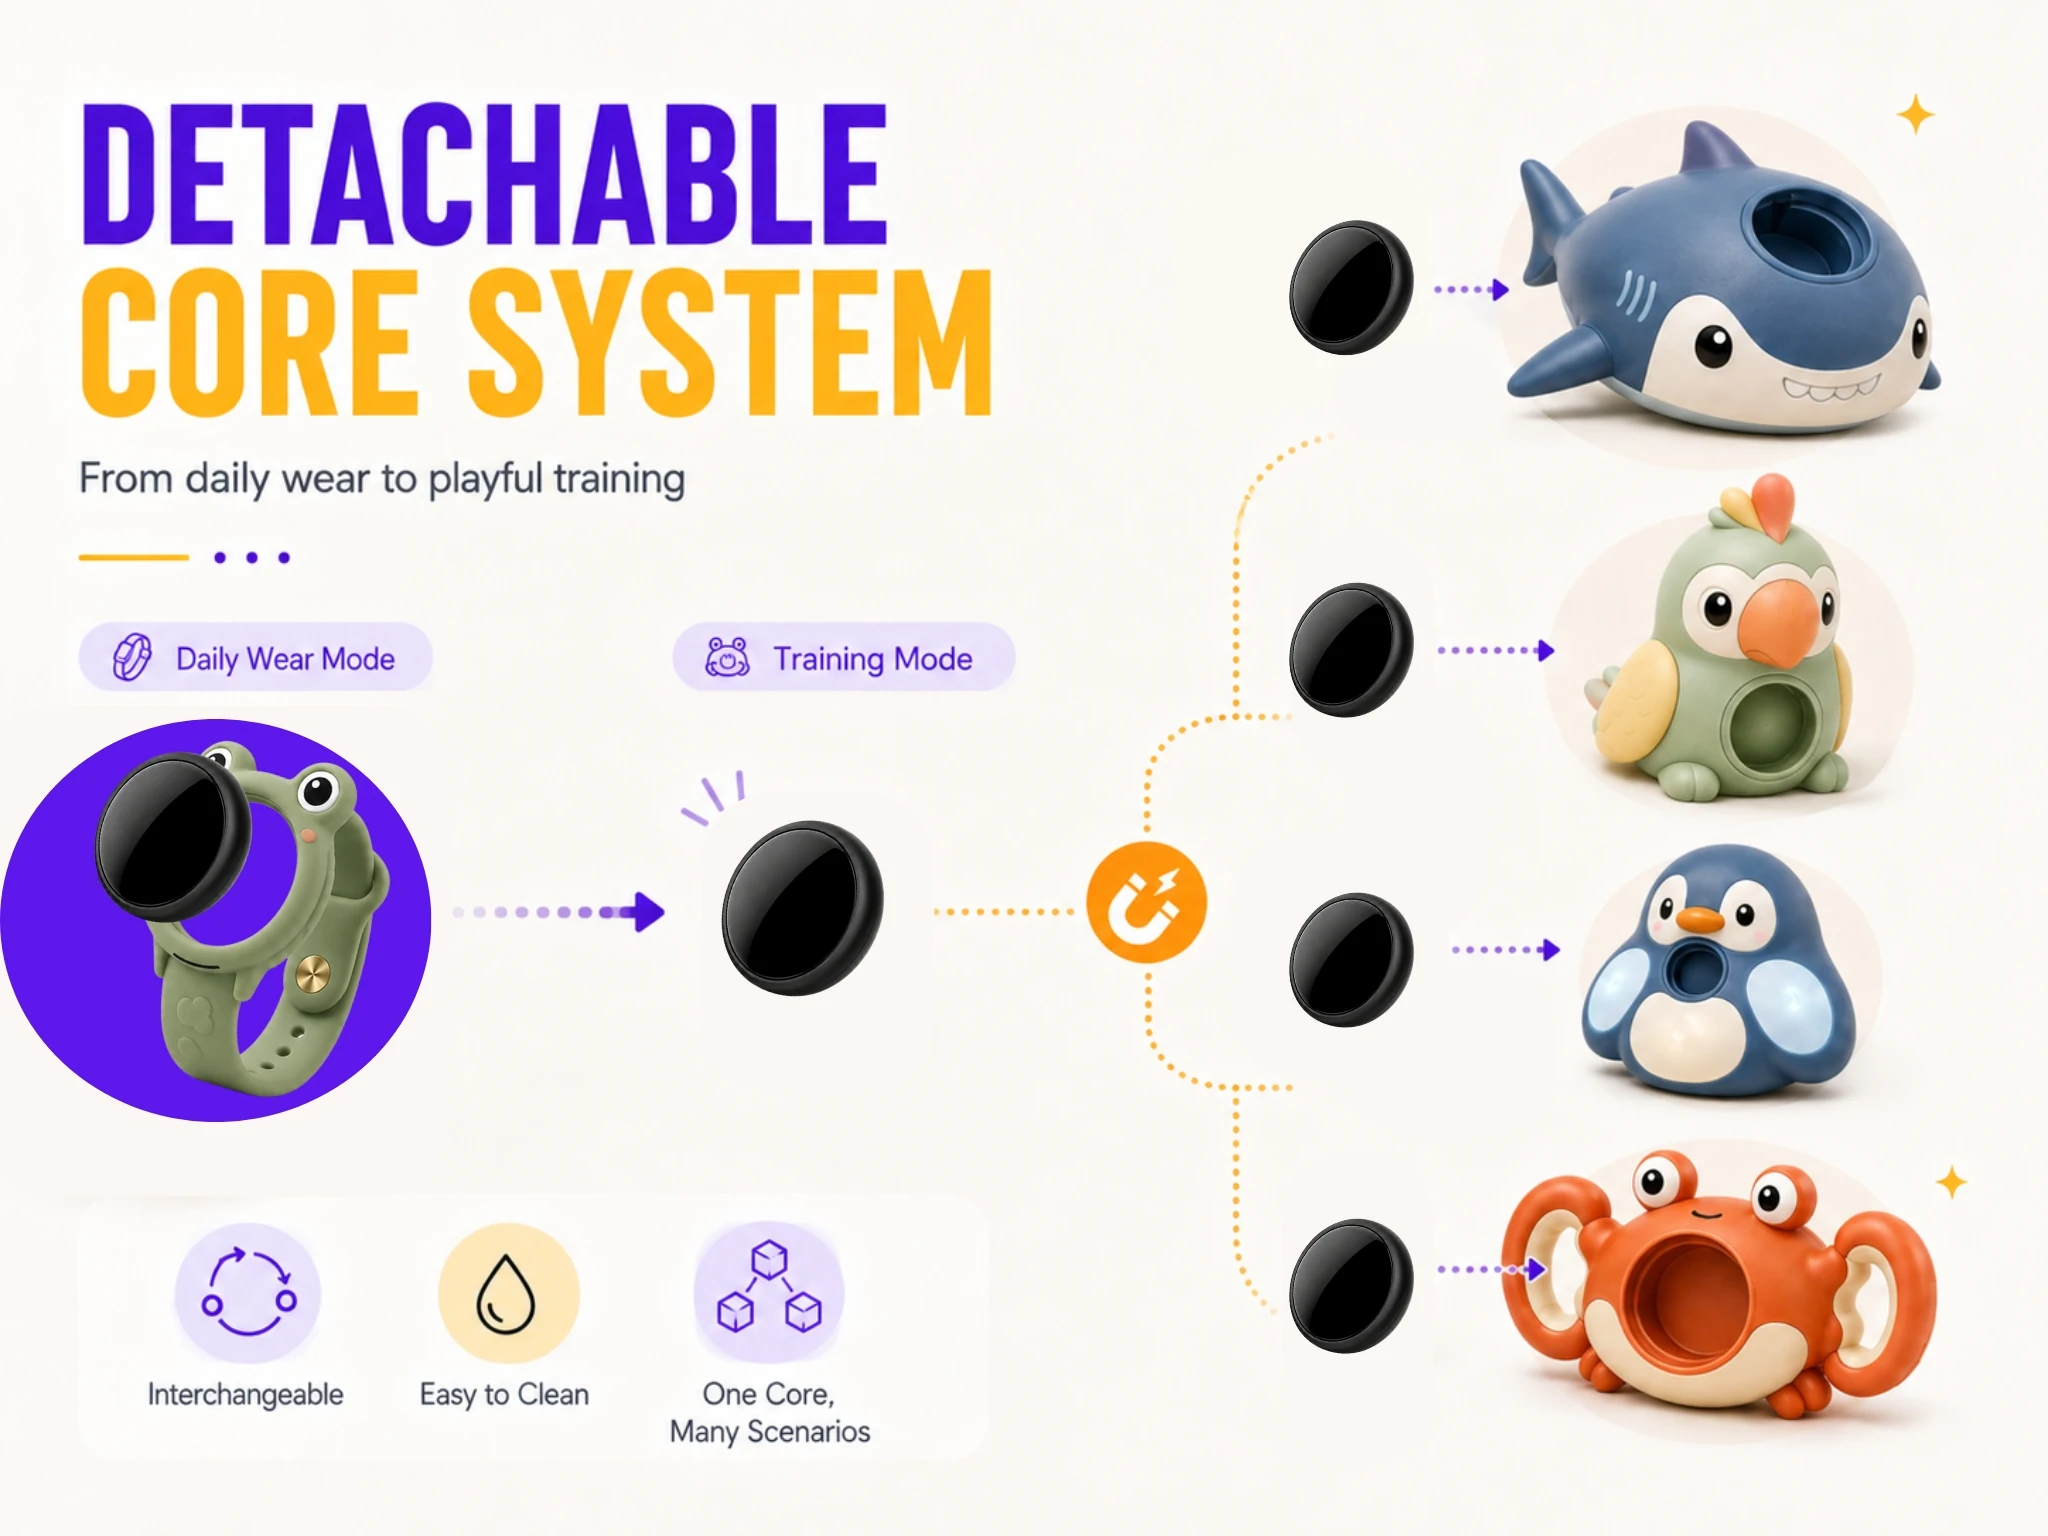 DETACHABLE
CORE SYSTEM
From daily wear to playful training
Daily Wear Mode
Training Mode
Interchangeable
Easy to Clean
One Core,
Many Scenarios